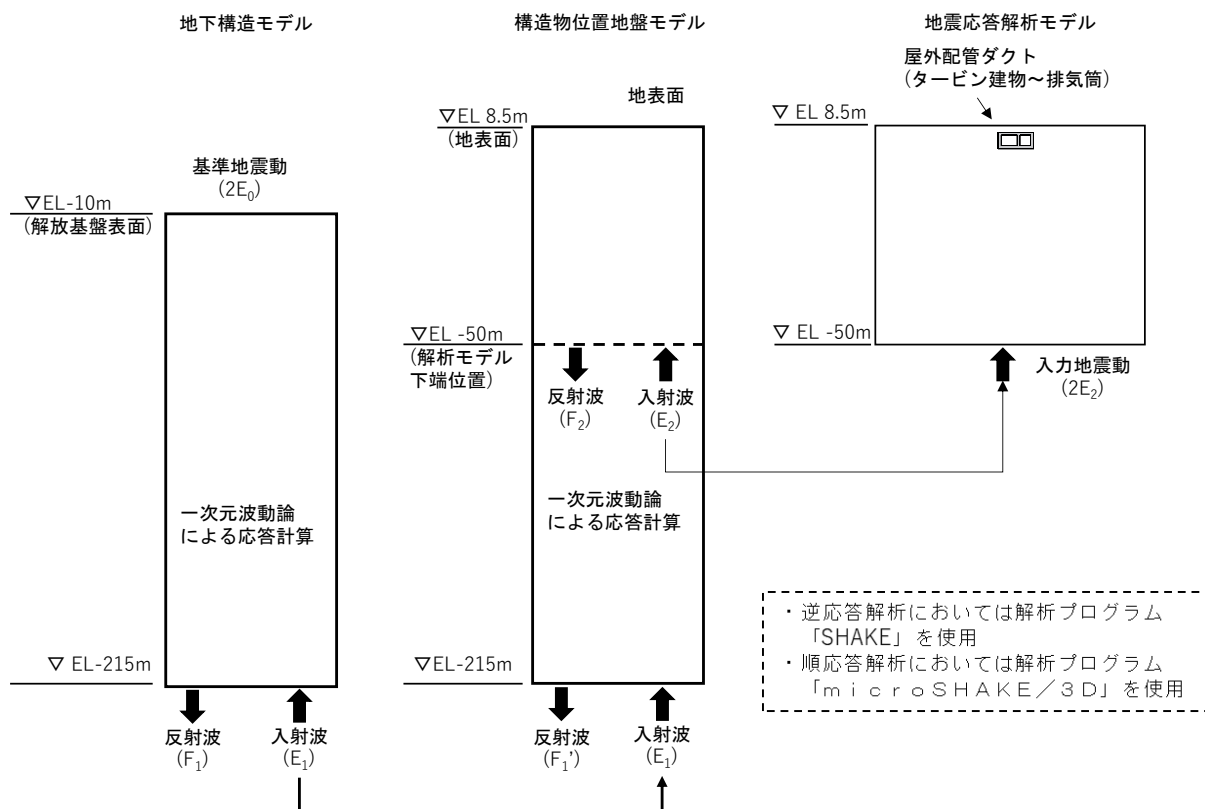 地下構造モデル
基準地震動
(2E₀)
▽EL-10m
(解放基盤表面)
一次元波動論
による応答計算
▽ EL-215m
反射波
(F₁)
入射波
(E₁)
構造物位置地盤モデル
地表面
▽EL 8.5m
(地表面)
▽EL -50m
(解析モデル
下端位置)
反射波
(F₂)
入射波
(E₂)
一次元波動論
による応答計算
▽EL-215m
反射波
(F₁')
入射波
(E₁)
地震応答解析モデル
屋外配管ダクト
(タービン建物～排気筒)
▽ EL 8.5m
▽ EL -50m
入力地震動
(2E₂)
・逆応答解析においては解析プログラム
「SHAKE」を使用
・順応答解析においては解析プログラム
「ｍｉｃｒｏＳＨＡＫＥ／３Ｄ」を使用